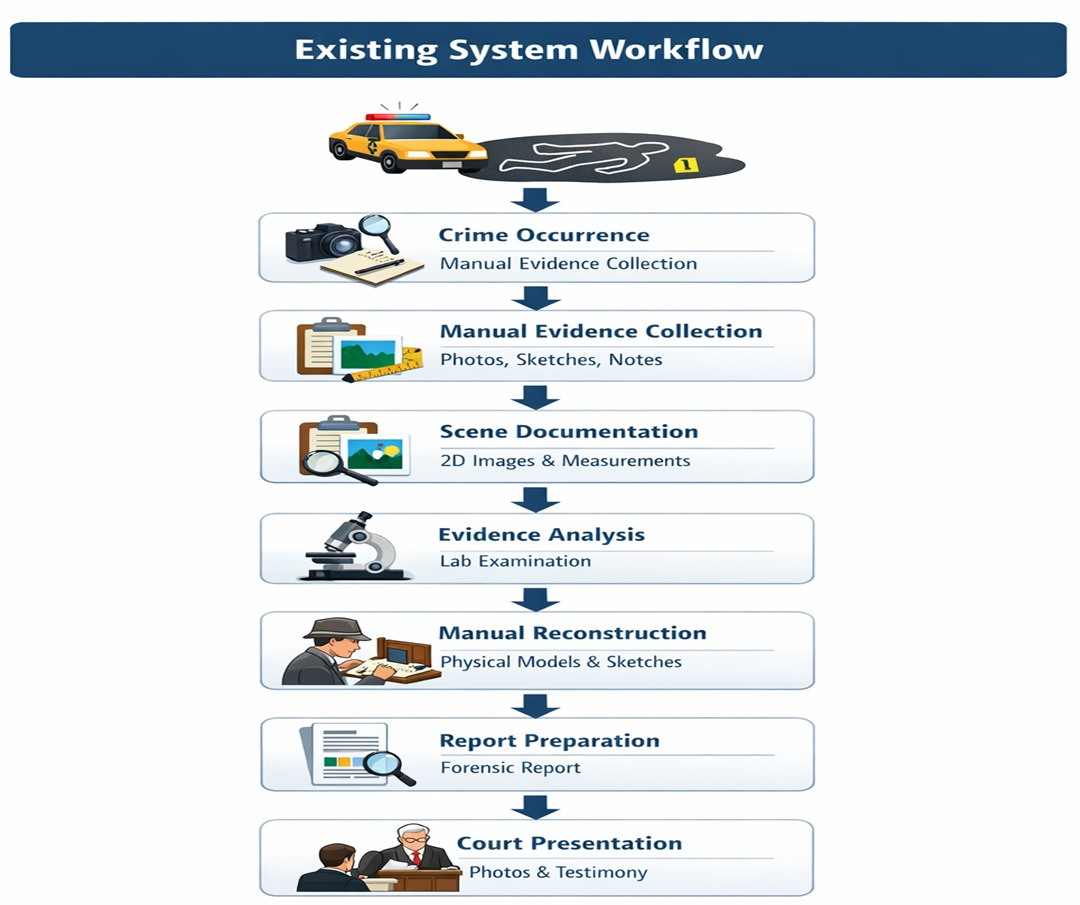 Existing System Workflow
1
Crime Occurrence
Manual Evidence Collection
Manual Evidence Collection
Photos, Sketches, Notes
Scene Documentation
2D Images & Measurements
Evidence Analysis
Lab Examination
Manual Reconstruction
Physical Models & Sketches
Report Preparation
Forensic Report
Court Presentation
Photos & Testimony